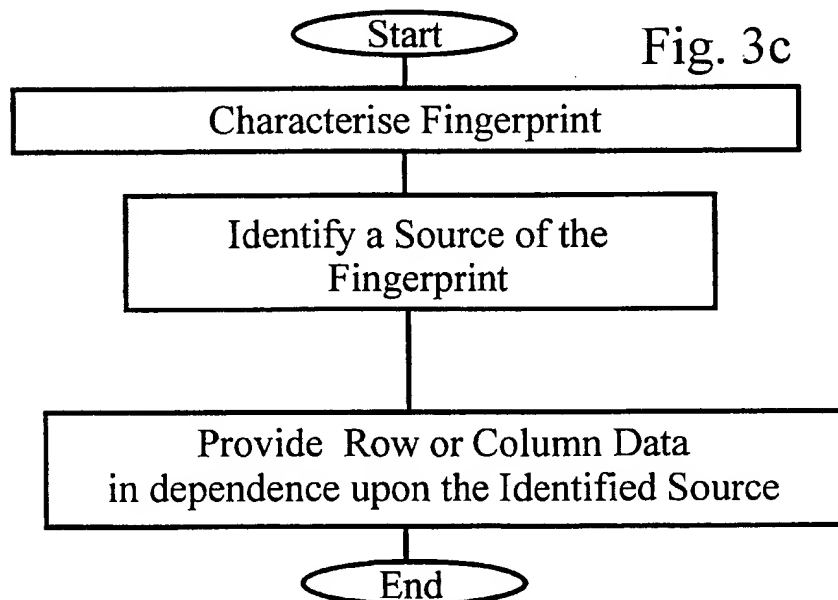 Start
Fig. 3c
Characterise Fingerprint
Identify a Source of the
Fingerprint
Provide Row or Column Data
in dependence upon the Identified Source
End